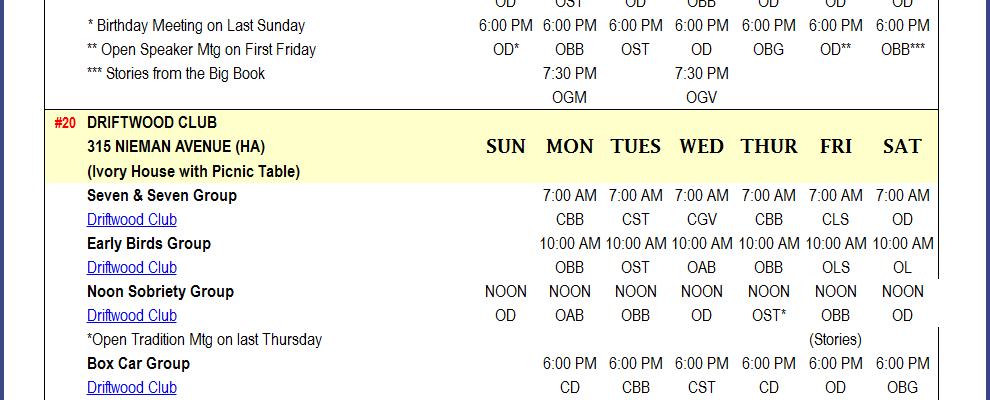 OD OST OD OBB OD OD OD
* Birthday Meeting on Last Sunday 6:00 PM 6:00 PM 6:00 PM 6:00 PM 6:00 PM 6:00 PM 6:00 PM
** Open Speaker Mtg on First Friday OD* OBB OST OD OBG OD** OBB***
*** Stories from the Big Book 7:30 PM 7:30 PM
OGM OGV
#20 DRIFTWOOD CLUB
315 NIEMAN AVENUE (HA) SUN MON TUES WED THUR FRI SAT
(Ivory House with Picnic Table)
Seven & Seven Group 7:00 AM 7:00 AM 7:00 AM 7:00 AM 7:00 AM 7:00 AM
Driftwood Club CBB CST CGV CBB CLS OD
Early Birds Group 10:00 AM 10:00 AM 10:00 AM 10:00 AM 10:00 AM 10:00 AM
Driftwood Club OBB OST OAB OBB OLS OL
Noon Sobriety Group NOON NOON NOON NOON NOON NOON NOON
Driftwood Club OD OAB OBB OD OST* OBB OD
*Open Tradition Mtg on last Thursday (Stories)
Box Car Group 6:00 PM 6:00 PM 6:00 PM 6:00 PM 6:00 PM 6:00 PM
Driftwood Club CD CBB CST CD OD OBG